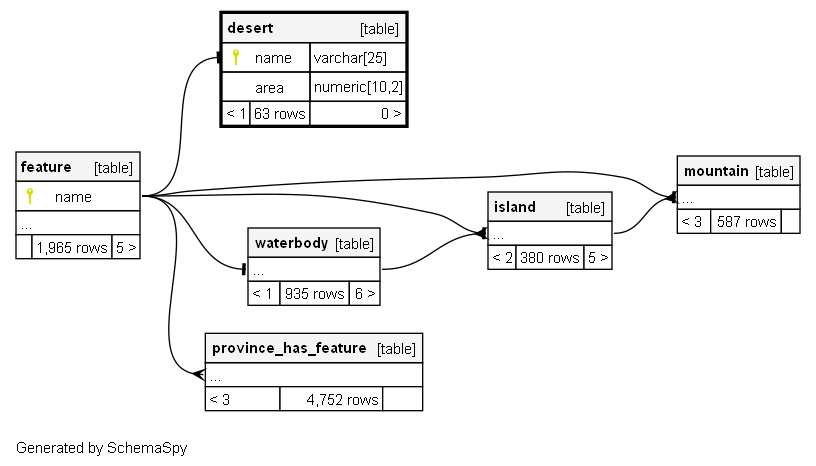 desert [table]
name varchar[25]
area numeric[10,2]
< 1 63 rows 0 >
feature [table]
name
...
1,965 rows 5 >
mountain [table]
...
< 3 587 rows
island [table]
...
< 2 380 rows 5 >
waterbody [table]
...
< 1 935 rows 6 >
province_has_feature [table]
...
< 3 4,752 rows
Generated by SchemaSpy